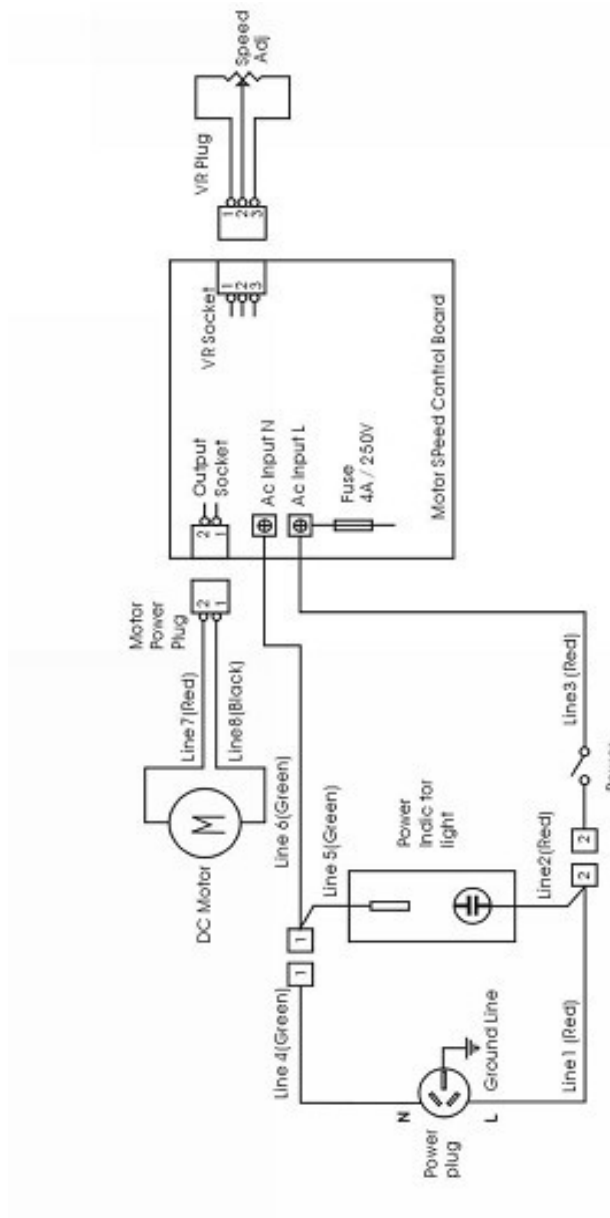 Speed
Adj
VR Plug
1
2
3
VR Socket
1
2
3
Output
Socket
2
1
Ac Input N
Ac Input L
Fuse
4A / 250V
Motor SPeed Control Board
Motor
Power
Plug
2
1
Line7(Red)
Line8(Black)
M
DC Motor
Line 6(Green)
Line 5(Green)
Power
Indic tor
light
Line3 (Red)
Line2(Red)
2
2
1
1
Line 4(Green)
Ground Line
Line1 (Red)
N
L
Power
plug